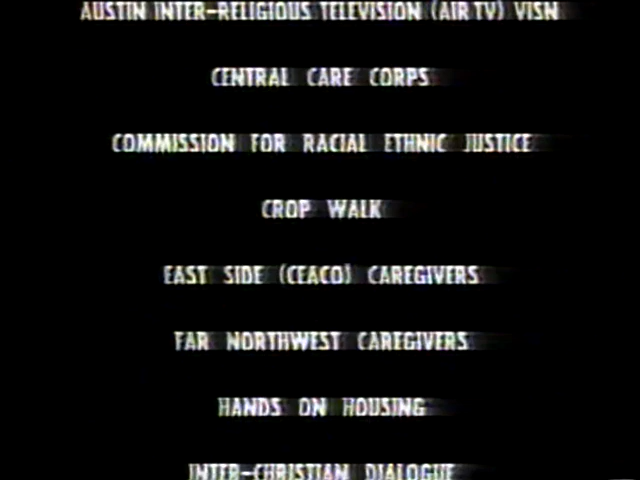 AUSTIN INTER-RELIGIOUS TELEVISION (AIR TV) VISN
CENTRAL CARE CORPS
COMMISSION FOR RACIAL ETHNIC JUSTICE
CROP WALK
EAST SIDE (CEACO) CAREGIVERS
FAR NORTHWEST CAREGIVERS
HANDS ON HOUSING
INTER-CHRISTIAN DIALOGUE